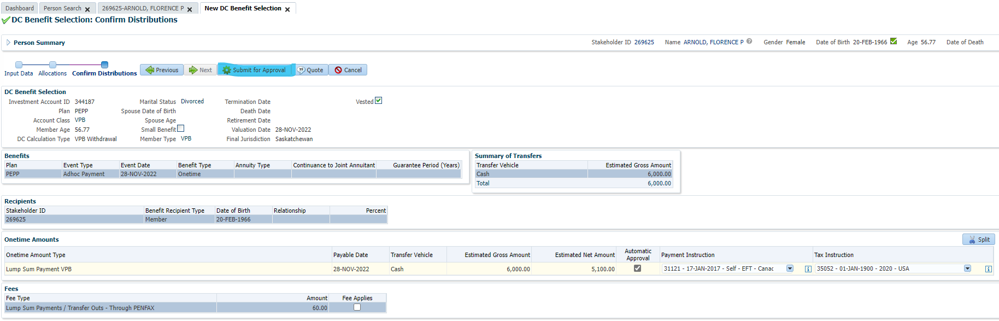 Dashboard Person Search 269625-ARNOLD, FLORENCE P New DC Benefit Selection
DC Benefit Selection: Confirm Distributions
Person Summary Stakeholder ID 269625 Name ARNOLD, FLORENCE P Gender Female Date of Birth 20-FEB-1966 Age 56.77 Date of Death
Input Data Allocations Confirm Distributions Previous Next Submit for Approval Quote Cancel
DC Benefit Selection
Investment Account ID 344187 Marital Status Divorced Termination Date Vested
Plan PEPP Spouse Date of Birth Death Date
Account Class VPB Spouse Age Retirement Date
Member Age 56.77 Small Benefit Valuation Date 28-NOV-2022
DC Calculation Type VPB Withdrawal Member Type VPB Final Jurisdiction Saskatchewan
Benefits
Plan Event Type Event Date Benefit Type Annuity Type Continuance to Joint Annuitant Guarantee Period (Years)
PEPP Adhoc Payment 28-NOV-2022 Onetime
Summary of Transfers
Transfer Vehicle Estimated Gross Amount
Cash 6,000.00
Total 6,000.00
Recipients
Stakeholder ID Benefit Recipient Type Date of Birth Relationship Percent
269625 Member 20-FEB-1966
Onetime Amounts Split
Onetime Amount Type Payable Date Transfer Vehicle Estimated Gross Amount Estimated Net Amount Automatic Approval Payment Instruction Tax Instruction
Lump Sum Payment VPB 28-NOV-2022 Cash 6,000.00 5,100.00 31121 - 17-JAN-2017 - Self - EFT - Canac 35052 - 01-JAN-1900 - 2020 - USA
Fees
Fee Type Amount Fee Applies
Lump Sum Payments / Transfer Outs - Through PENFAX 60.00